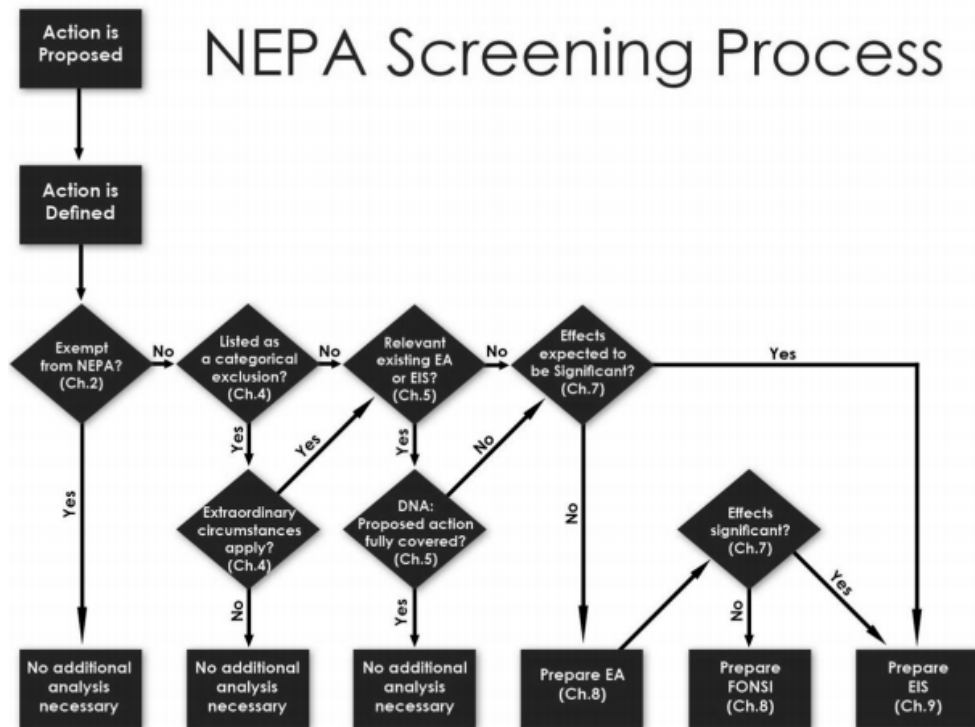 NEPA Screening Process
Action is
Proposed
Action is
Defined
Exempt
from NEPA?
(Ch.2)
No
Listed as
a categorical
exclusion?
(Ch.4)
No
Relevant
existing EA
or EIS?
(Ch.5)
No
Effects
expected to
be Significant?
(Ch.7)
Yes
Yes
Yes
Yes
Yes
No
No
Extraordinary
circumstances
apply?
(Ch.4)
DNA:
Proposed action
fully covered?
(Ch.5)
Effects
significant?
(Ch.7)
No
Yes
No
Yes
No additional
analysis
necessary
No additional
analysis
necessary
No additional
analysis
necessary
Prepare EA
(Ch.8)
Prepare
FONSI
(Ch.8)
Prepare
EIS
(Ch.9)